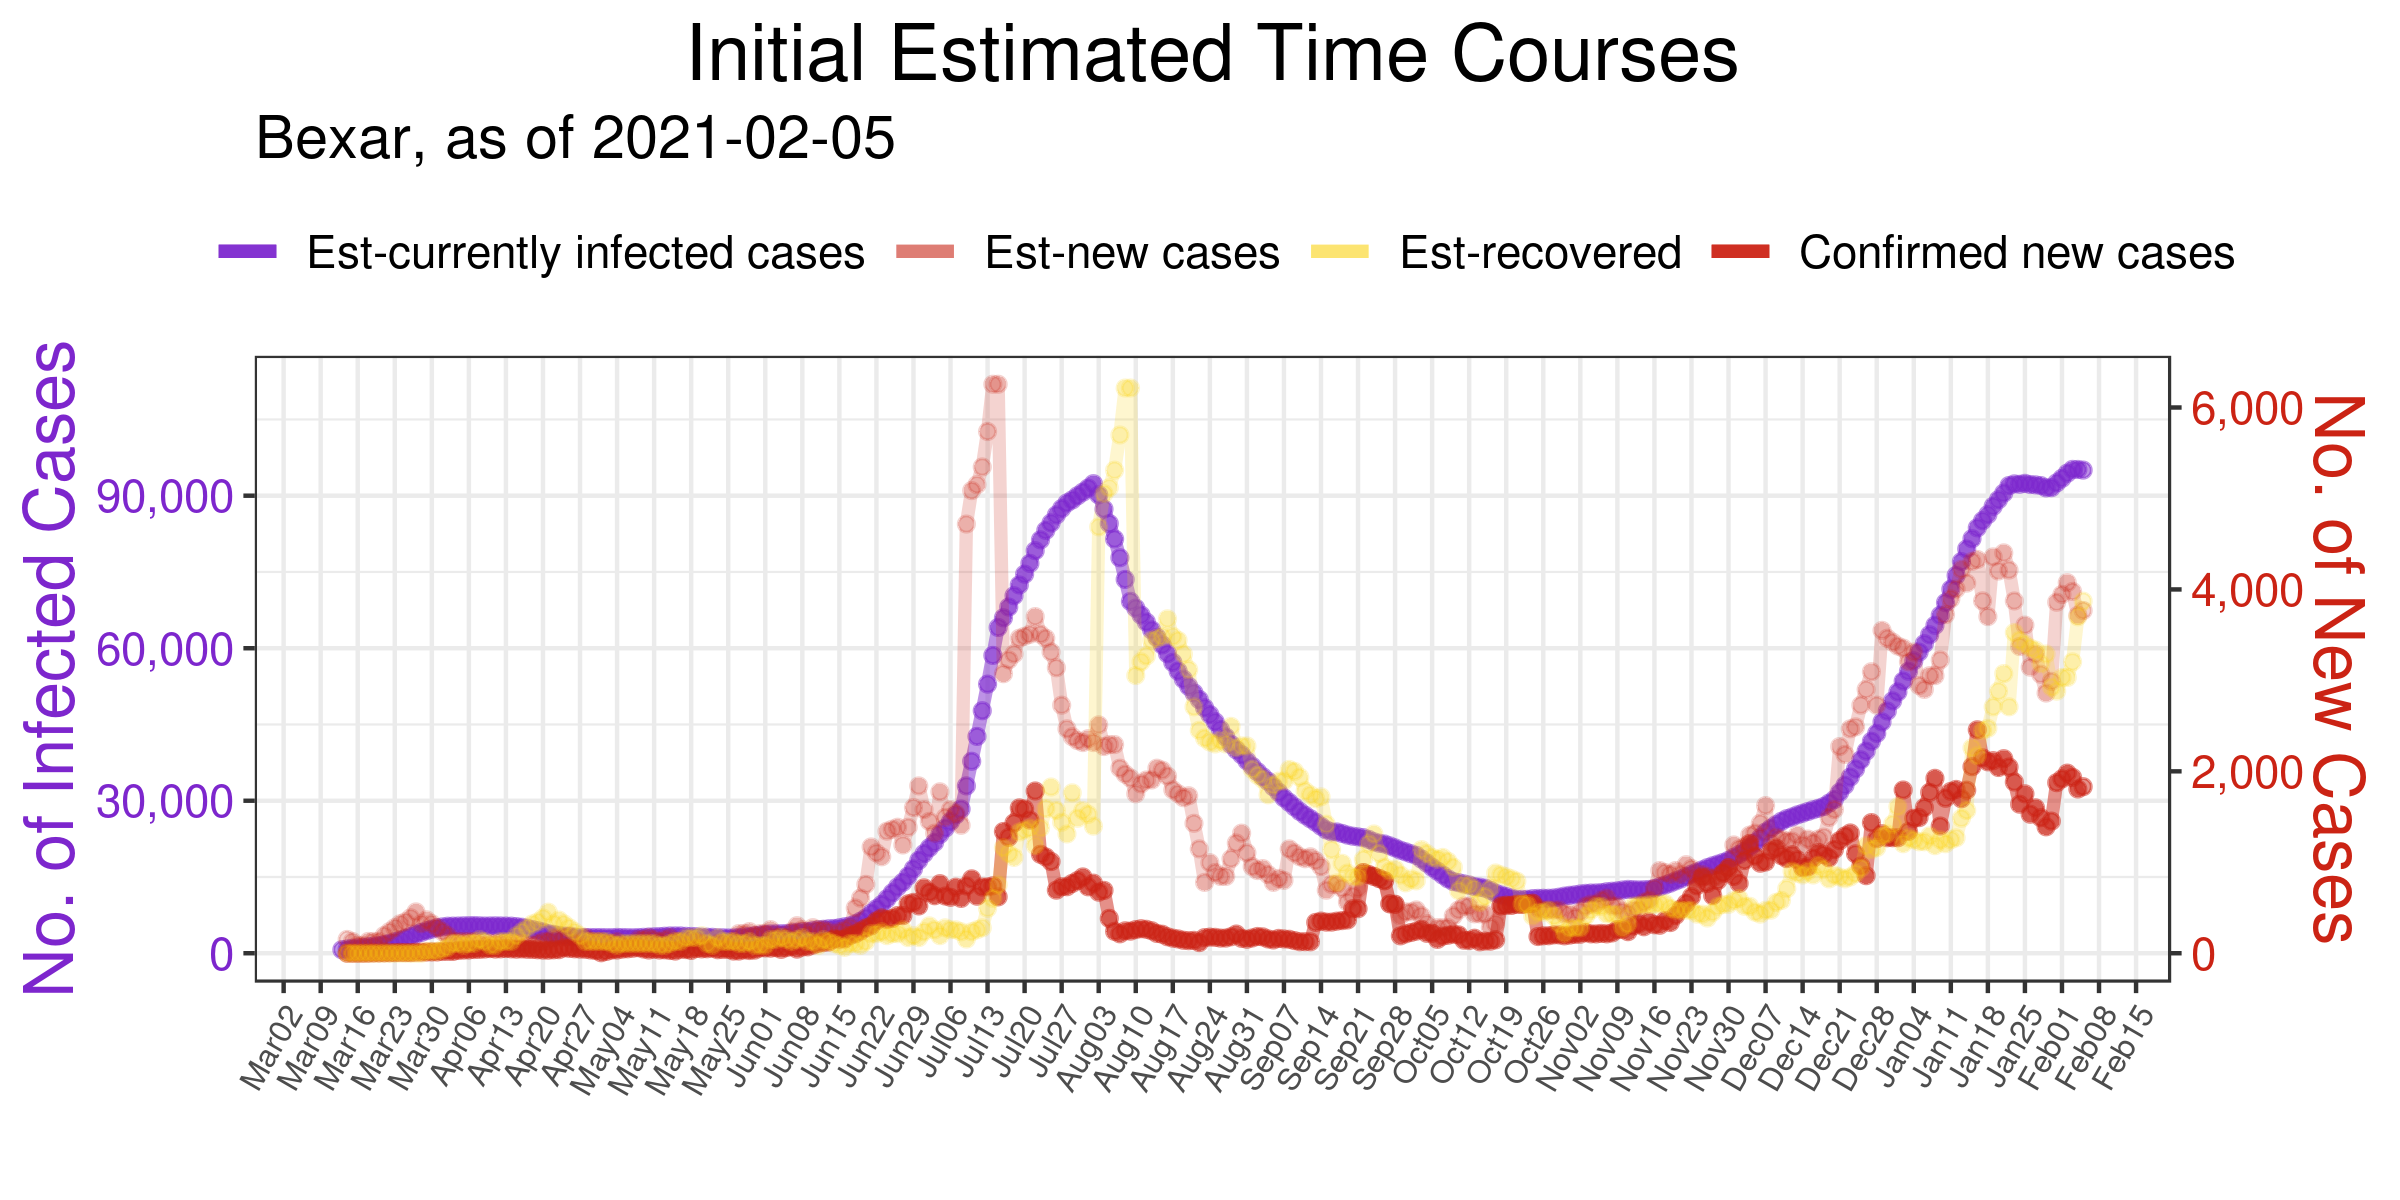 Initial Estimated Time Courses
Bexar, as of 2021-02-05
Est-currently infected cases
Est-new cases
Est-recovered
Confirmed new cases
No. of Infected Cases
90,000
60,000
30,000
0
6,000
4,000
2,000
0
No. of New Cases
Mar02
Mar09
Mar16
Mar23
Mar30
Apr06
Apr13
Apr20
Apr27
May04
May11
May18
May25
Jun01
Jun08
Jun15
Jun22
Jun29
Jul06
Jul13
Jul20
Jul27
Aug03
Aug10
Aug17
Aug24
Aug31
Sep07
Sep14
Sep21
Sep28
Oct05
Oct12
Oct19
Oct26
Nov02
Nov09
Nov16
Nov23
Nov30
Dec07
Dec14
Dec21
Dec28
Jan04
Jan11
Jan18
Jan25
Feb01
Feb08
Feb15